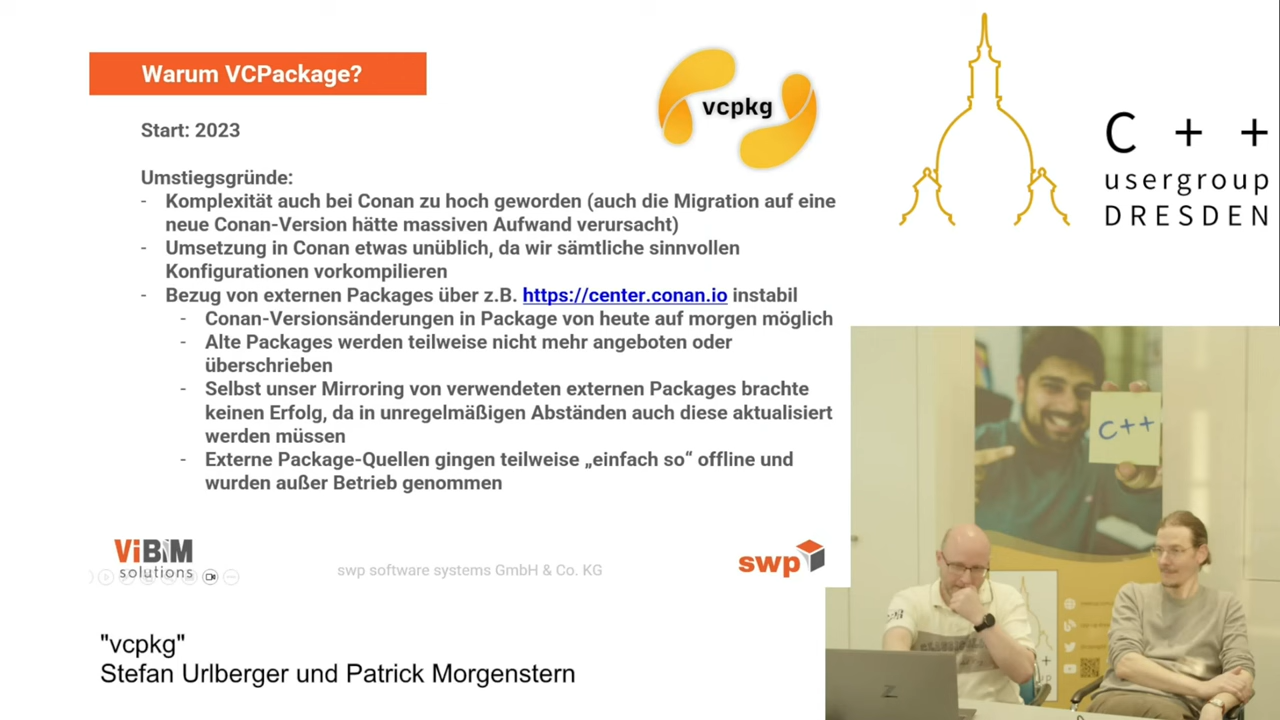 Warum VCPackage?
vcpkg
Start: 2023
Umstiegsgründe:
- Komplexität auch bei Conan zu hoch geworden (auch die Migration auf eine
neue Conan-Version hätte massiven Aufwand verursacht)
- Umsetzung in Conan etwas unüblich, da wir sämtliche sinnvollen
Konfigurationen vorkompilieren
- Bezug von externen Packages über z.B. https://center.conan.io instabil
- Conan-Versionsänderungen in Package von heute auf morgen möglich
- Alte Packages werden teilweise nicht mehr angeboten oder
überschrieben
- Selbst unser Mirroring von verwendeten externen Packages brachte
keinen Erfolg, da in unregelmäßigen Abständen auch diese aktualisiert
werden müssen
- Externe Package-Quellen gingen teilweise „einfach so“ offline und
wurden außer Betrieb genommen
ViBiM
solutions
swp software systems GmbH & Co. KG
swp
"vcpkg"
Stefan Urlberger und Patrick Morgenstern
C++
usergroup
DRESDEN
C++